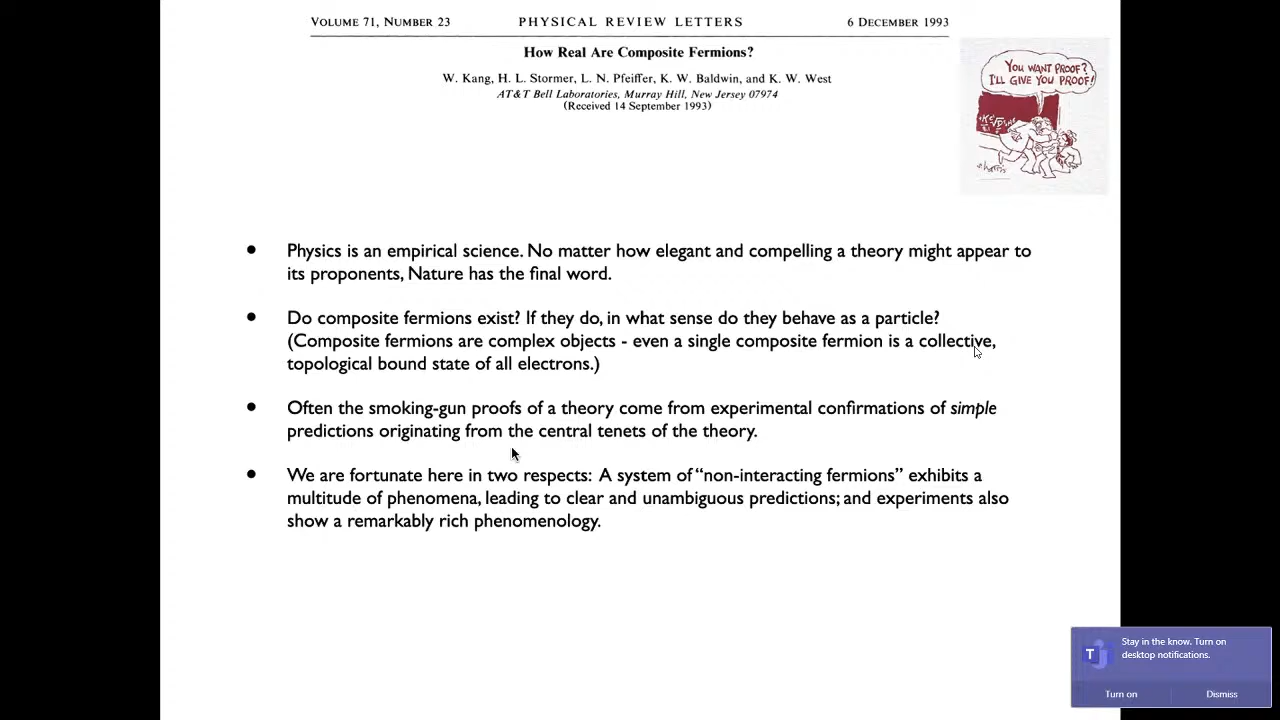 VOLUME 71, NUMBER 23 PHYSICAL REVIEW LETTERS 6 DECEMBER 1993
How Real Are Composite Fermions?
W. Kang, H. L. Stormer, L. N. Pfeiffer, K. W. Baldwin, and K. W. West
AT&T Bell Laboratories, Murray Hill, New Jersey 07974
(Received 14 September 1993)
YOU WANT PROOF?
I'LL GIVE YOU PROOF!
• Physics is an empirical science. No matter how elegant and compelling a theory might appear to
its proponents, Nature has the final word.
• Do composite fermions exist? If they do, in what sense do they behave as a particle?
(Composite fermions are complex objects - even a single composite fermion is a collective,
topological bound state of all electrons.)
• Often the smoking-gun proofs of a theory come from experimental confirmations of simple
predictions originating from the central tenets of the theory.
• We are fortunate here in two respects: A system of “non-interacting fermions” exhibits a
multitude of phenomena, leading to clear and unambiguous predictions; and experiments also
show a remarkably rich phenomenology.
T
Stay in the know. Turn on
desktop notifications.
Turn on Dismiss